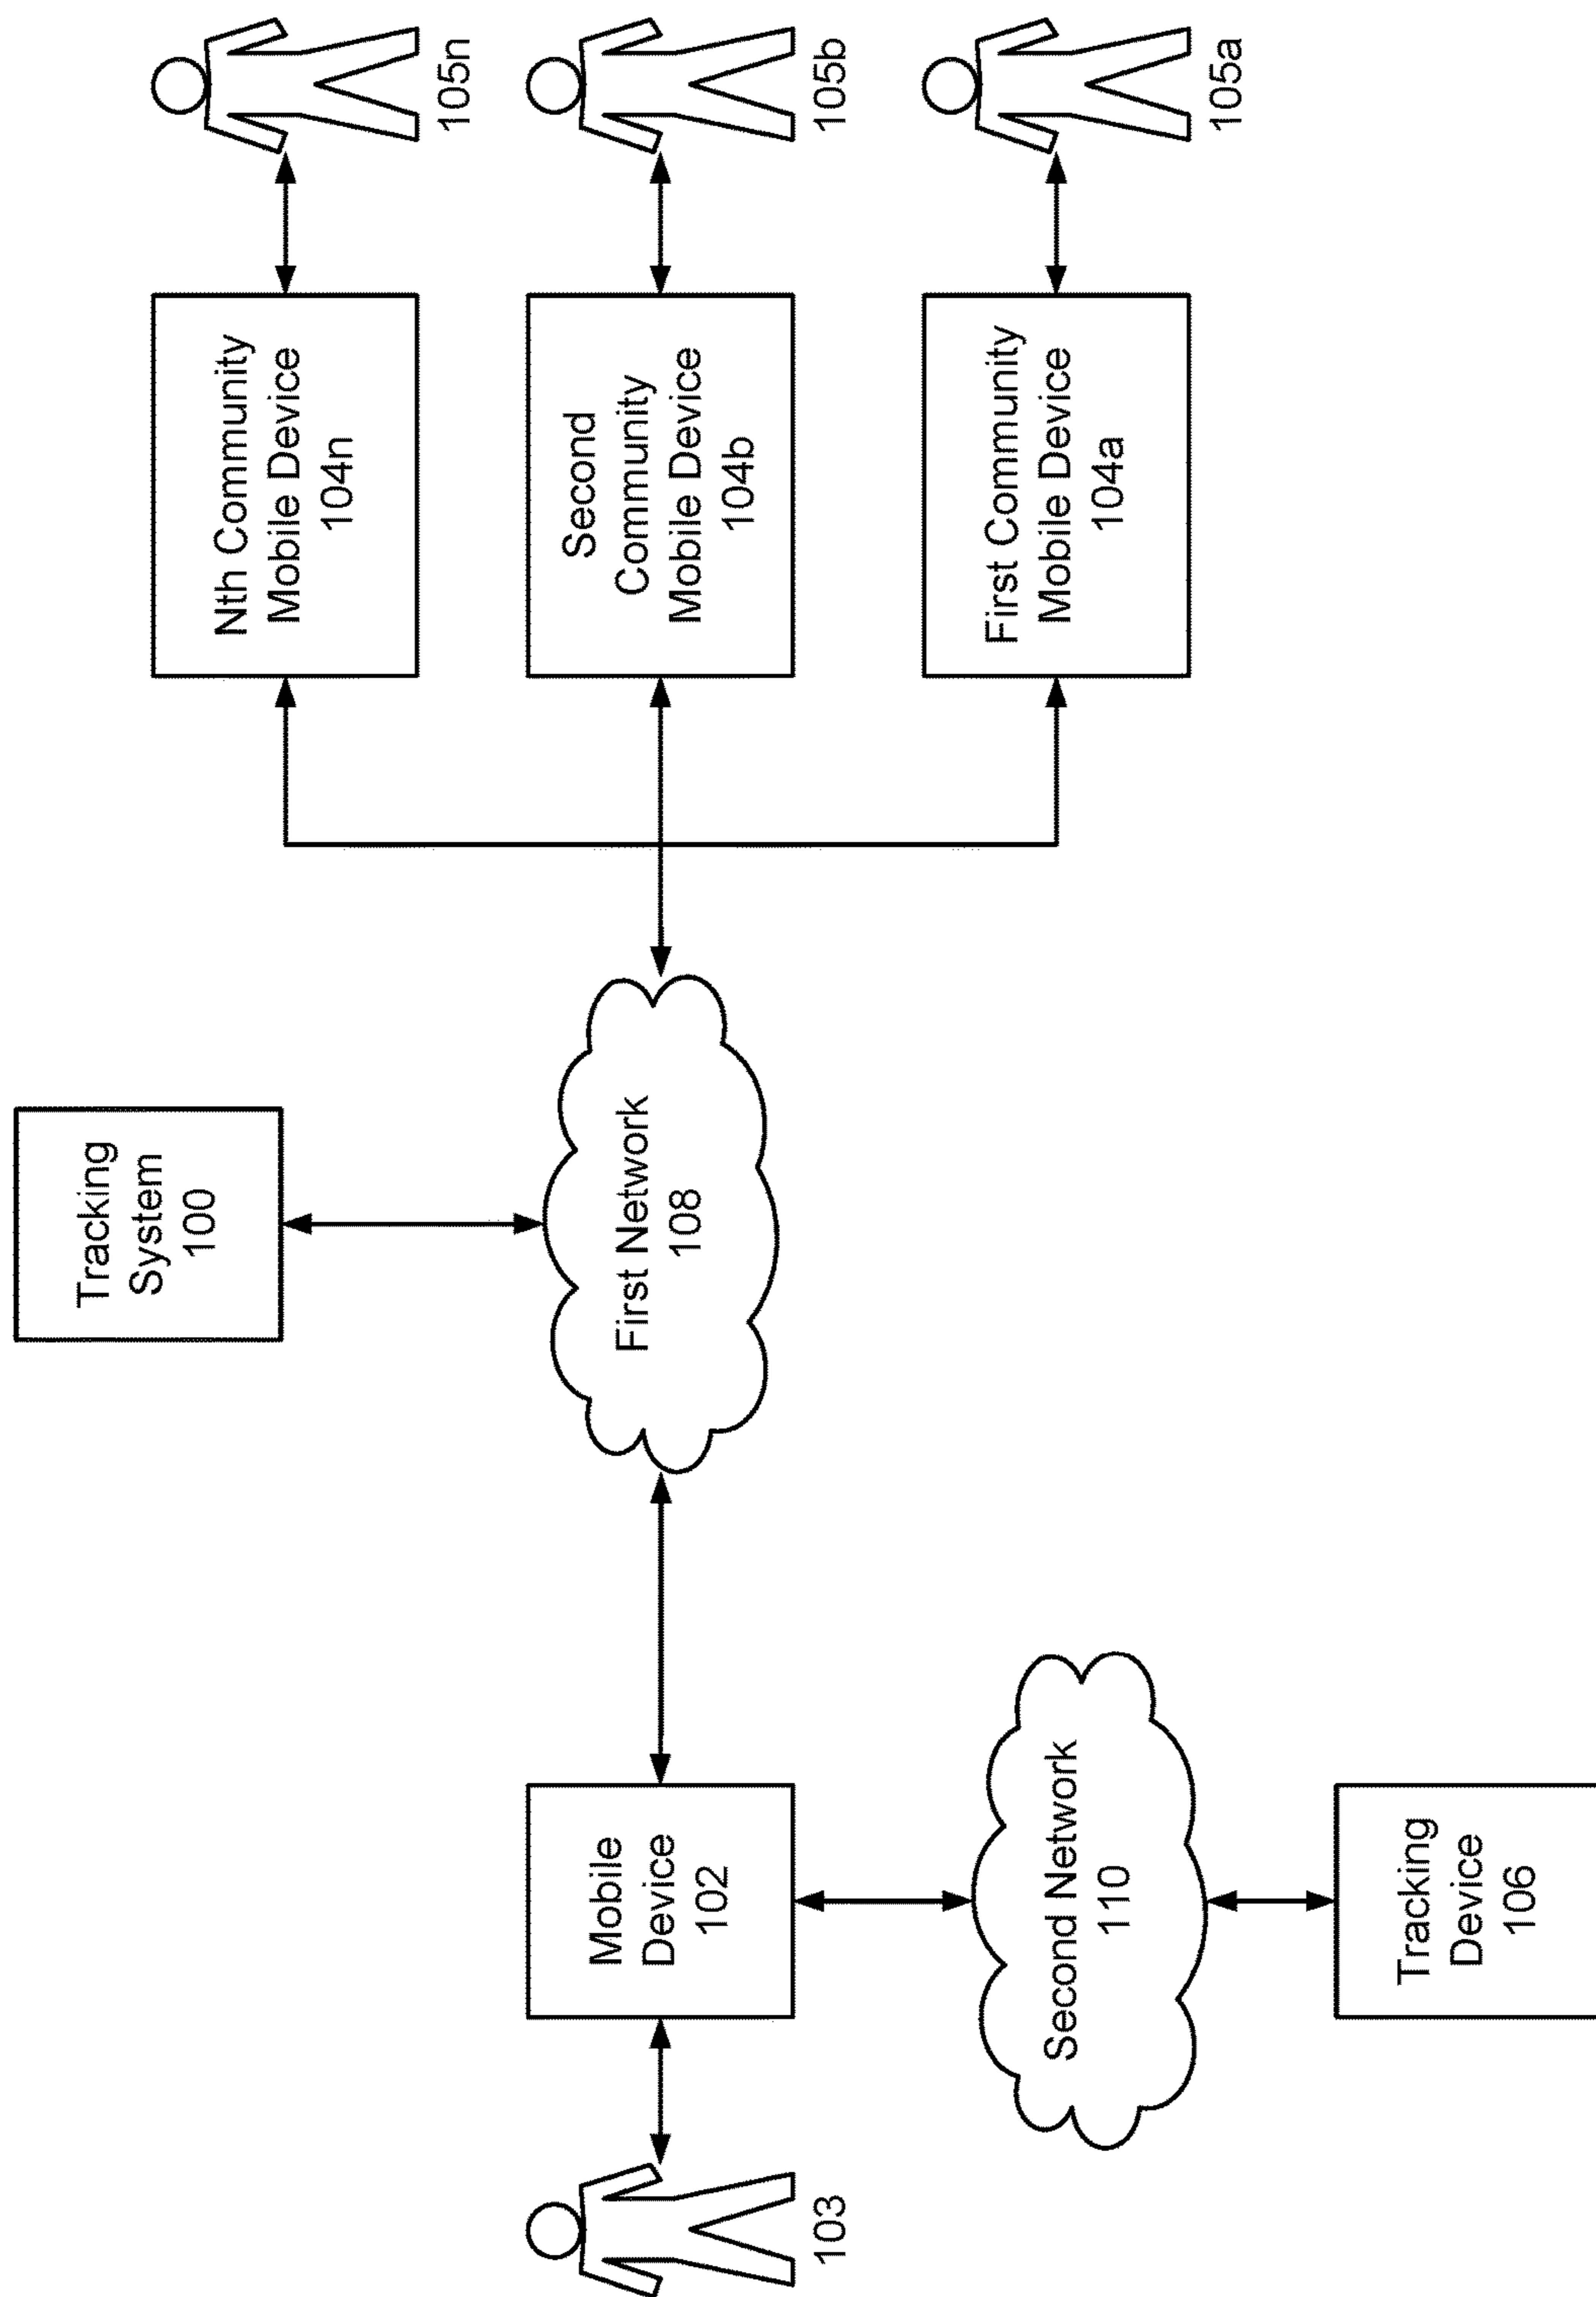 Tracking
System
100
Nth Community
Mobile Device
104n
105n
Mobile
Device
102
103
First Network
108
Second
Community
Mobile Device
104b
105b
First Community
Mobile Device
104a
105a
Second Network
110
Tracking
Device
106